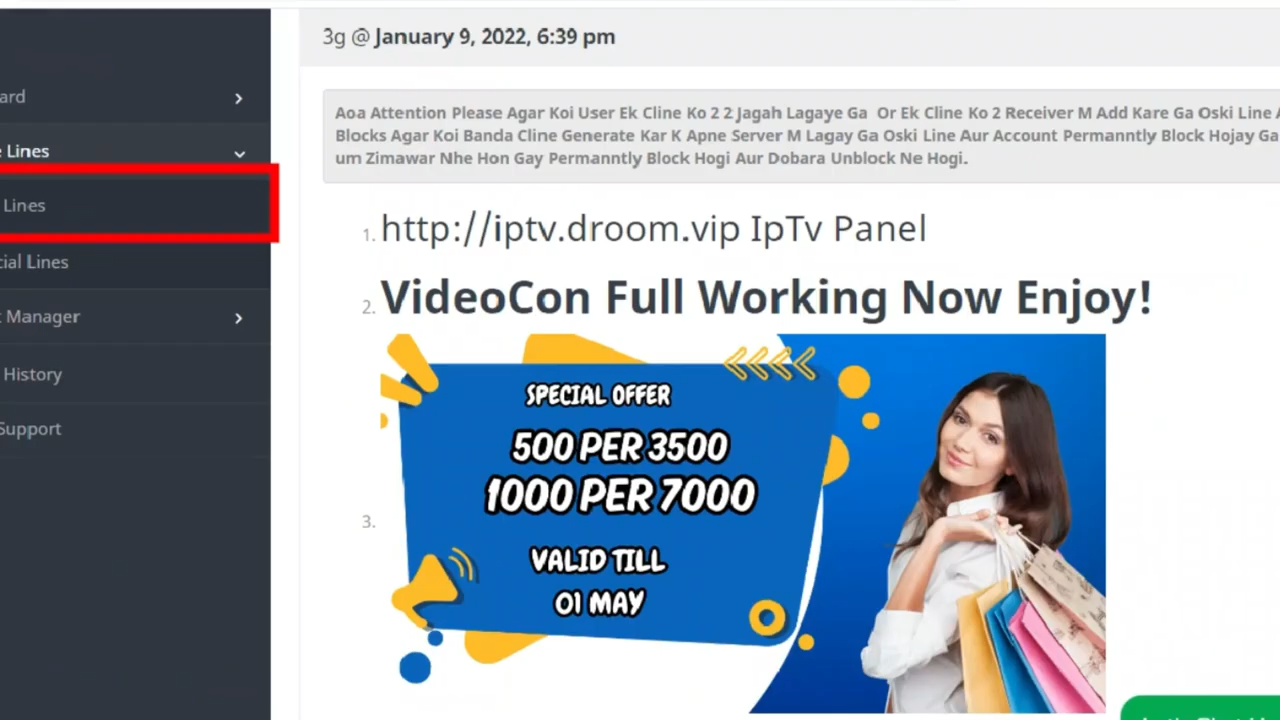 3g @ January 9, 2022, 6:39 pm
ard
Lines
Lines
cial Lines
Manager
History
Support
Aoa Attention Please Agar Koi User Ek Cline Ko 2 2 Jagah Lagaye Ga Or Ek Cline Ko 2 Receiver M Add Kare Ga Oski Line
Blocks Agar Koi Banda Cline Generate Kar K Apne Server M Lagay Ga Oski Line Aur Account Permanntly Block Hojay Ga
um Zimawar Nhe Hon Gay Permanntly Block Hogi Aur Dobara Unblock Ne Hogi.
1. http://iptv.droom.vip IpTv Panel
2. VideoCon Full Working Now Enjoy!
3.
SPECIAL OFFER
500 PER 3500
1000 PER 7000
VALID TILL
01 MAY